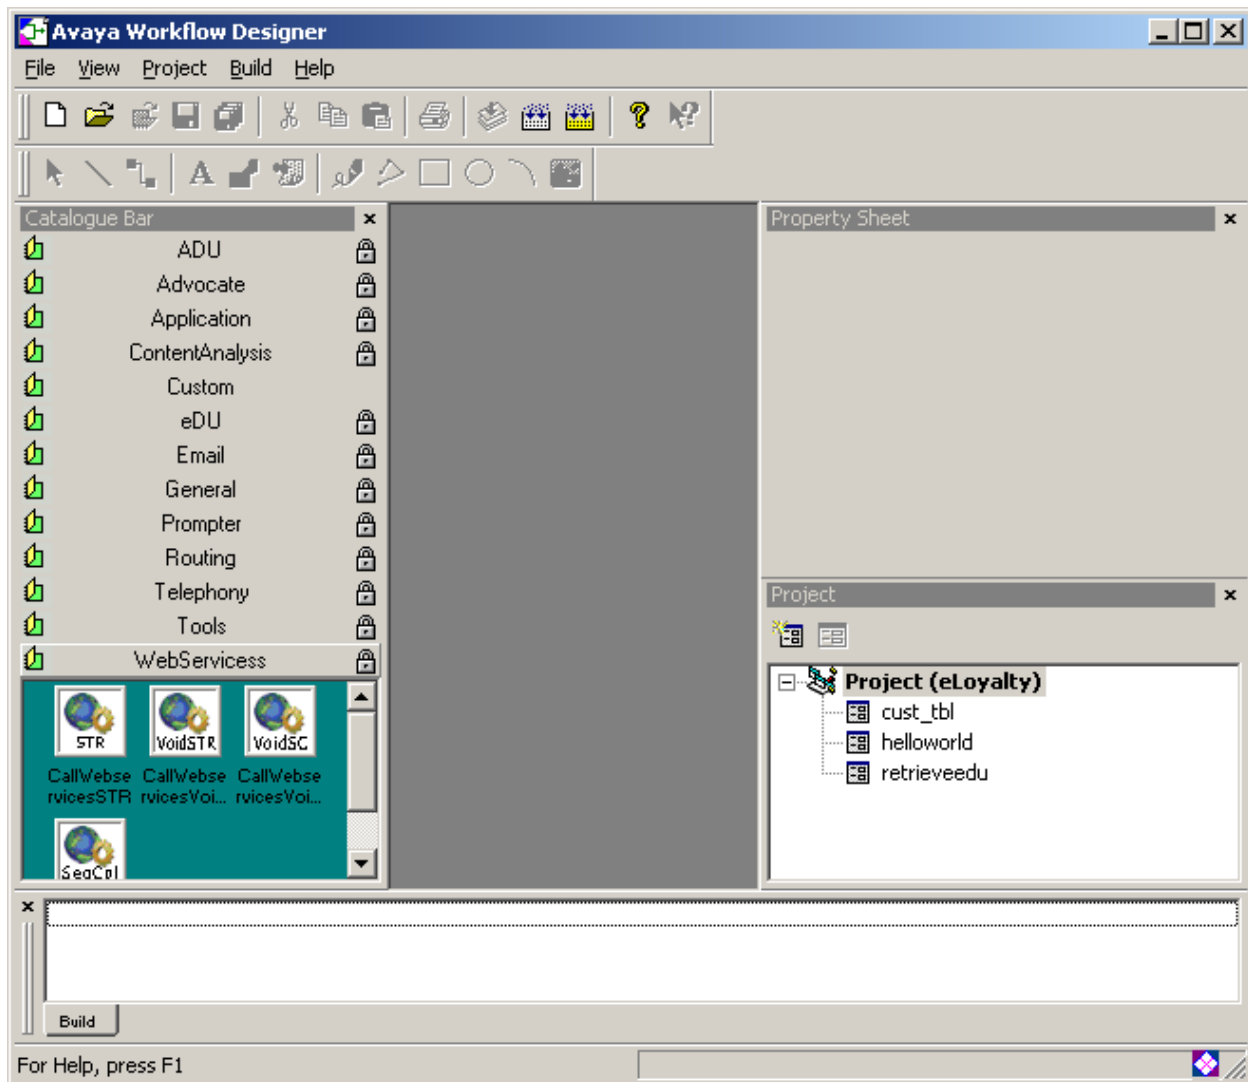 Avaya Workflow Designer
File View Project Build Help
Catalogue Bar
ADU
Advocate
Application
ContentAnalysis
Custom
eDU
Email
General
Prompter
Routing
Telephony
Tools
WebServicess
STR VoidSTR VoidSC
CallWebse CallWebse CallWebse
rvicesSTR rvicesVoi... rvicesVoi...
SeqCol
Property Sheet
Project
Project (eLoyalty)
cust_tbl
helloworld
retrieveedu
Build
For Help, press F1